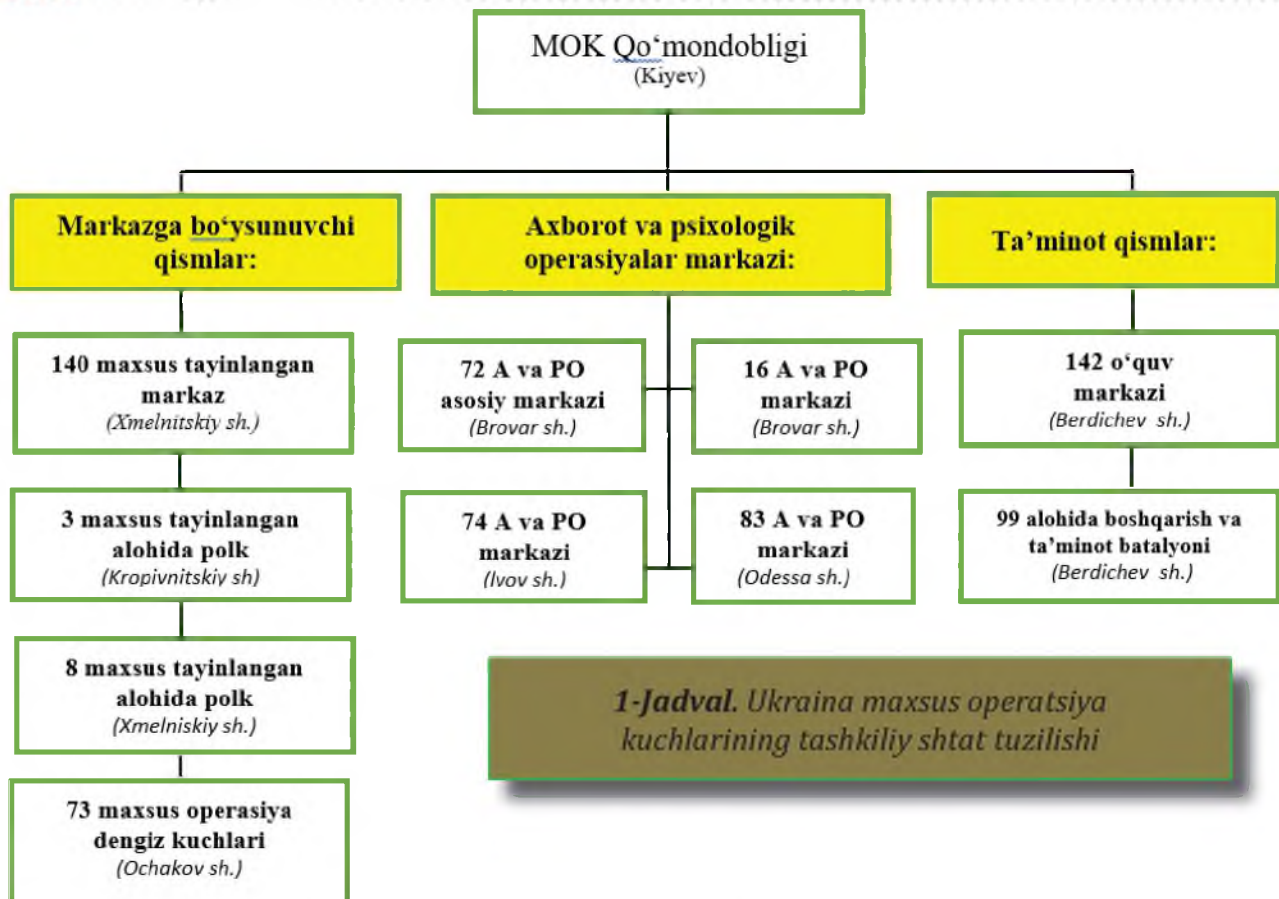 MOK Qo‘mondobligi
(Kiyev)
Markazga bo‘ysunuvchi
qismlar:
140 maxsus tayinlangan
markaz
(Xmelnitskiy sh.)
3 maxsus tayinlangan
alohida polk
(Kropivnitskiy sh)
8 maxsus tayinlangan
alohida polk
(Xmelniskiy sh.)
73 maxsus operasiya
dengiz kuchlari
(Ochakov sh.)
Axborot va psixologik
operasiyalar markazi:
72 A va PO
asosiy markazi
(Brovar sh.)
16 A va PO
markazi
(Brovar sh.)
74 A va PO
markazi
(lvov sh.)
83 A va PO
markazi
(Odessa sh.)
Ta’minot qismlar:
142 o‘quv
markazi
(Berdichev sh.)
99 alohida boshqarish va
ta’minot batalyoni
(Berdichev sh.)
1-Jadval. Ukraina maxsus operatsiya
kuchlarining tashkiliy shtat tuzilishi